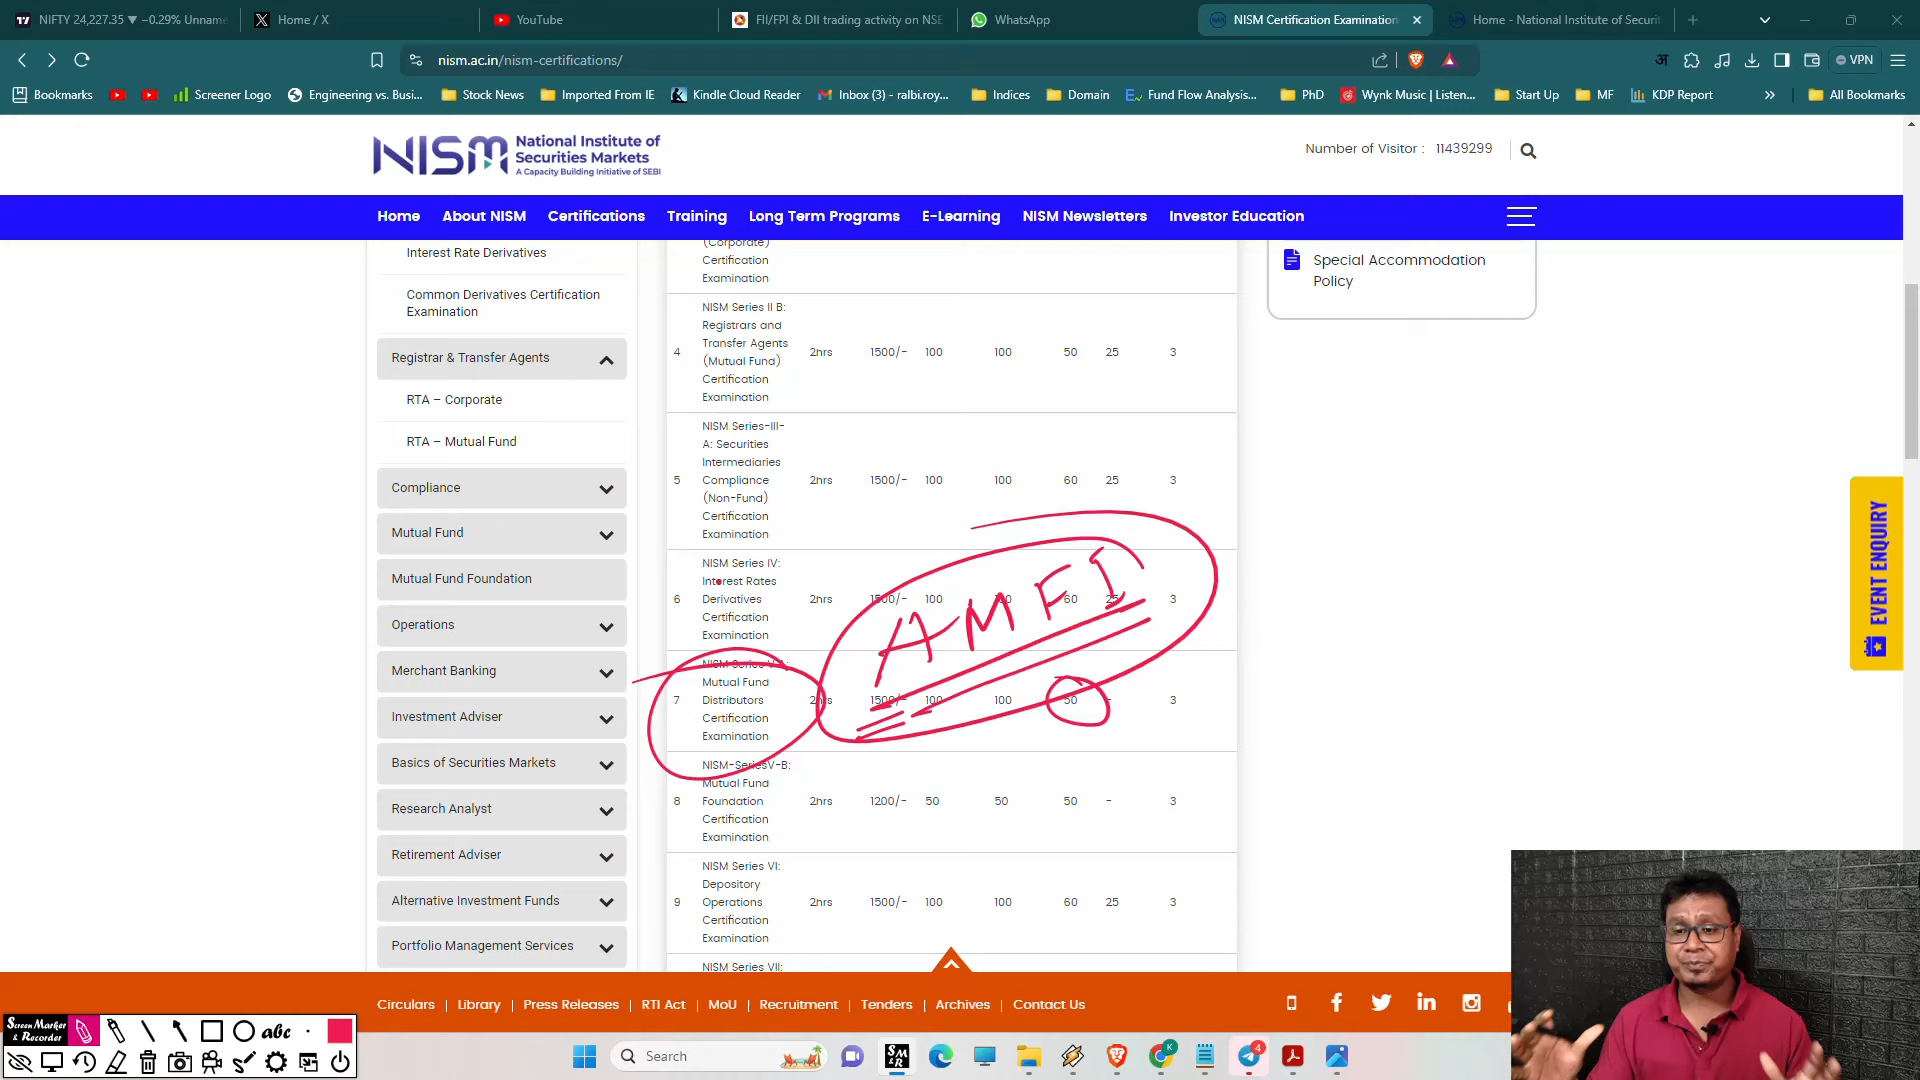 NIFTY 24,227.35 ▼ −0.29% Unname
Home / X
YouTube
FII/FPI & DII trading activity on NSE
WhatsApp
NISM Certification Examination
Home - National Institute of Securit
nism.ac.in/nism-certifications/
VPN
Bookmarks
Screener Logo
Engineering vs. Busi...
Stock News
Imported From IE
Kindle Cloud Reader
Inbox (3) - ralbi.roy...
Indices
Domain
Fund Flow Analysis...
PhD
Wynk Music | Listen...
Start Up
MF
KDP Report
All Bookmarks
NISM
National Institute of
Securities Markets
A Capacity Building Initiative of SEBI
Number of Visitor : 11439299
Home About NISM Certifications Training Long Term Programs E-Learning NISM Newsletters Investor Education
Interest Rate Derivatives
Common Derivatives Certification
Examination
Registrar & Transfer Agents
RTA – Corporate
RTA – Mutual Fund
Compliance
Mutual Fund
Mutual Fund Foundation
Operations
Merchant Banking
Investment Adviser
Basics of Securities Markets
Research Analyst
Retirement Adviser
Alternative Investment Funds
Portfolio Management Services
(Corporate)
Certification
Examination
NISM Series II B:
Registrars and
Transfer Agents
4 2hrs 1500/- 100 100 50 25 3
(Mutual Fund)
Certification
Examination
NISM Series-III-
A: Securities
Intermediaries
5 Compliance 2hrs 1500/- 100 100 60 25 3
(Non-Fund)
Certification
Examination
NISM Series IV:
Interest Rates
6 Derivatives 2hrs 1500/- 100 100 60 25 3
Certification
Examination
AMFI
NISM Series V-A:
Mutual Fund
7 Distributors 2hrs 1500/- 100 100 50 - 3
Certification
Examination
NISM-SeriesV-B:
Mutual Fund
8 Foundation 2hrs 1200/- 50 50 50 - 3
Certification
Examination
NISM Series VI:
Depository
9 Operations 2hrs 1500/- 100 100 60 25 3
Certification
Examination
NISM Series VII:
Special Accommodation
Policy
EVENT ENQUIRY
Circulars | Library | Press Releases | RTI Act | MoU | Recruitment | Tenders | Archives | Contact Us
Screen Marker
& Recorder
abc
Search
SM
&R
K
4